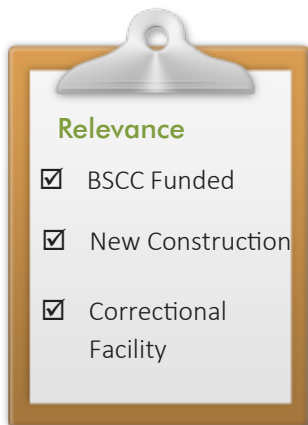 Relevance
☑ BSCC Funded
☑ New Construction
☑ Correctional
Facility